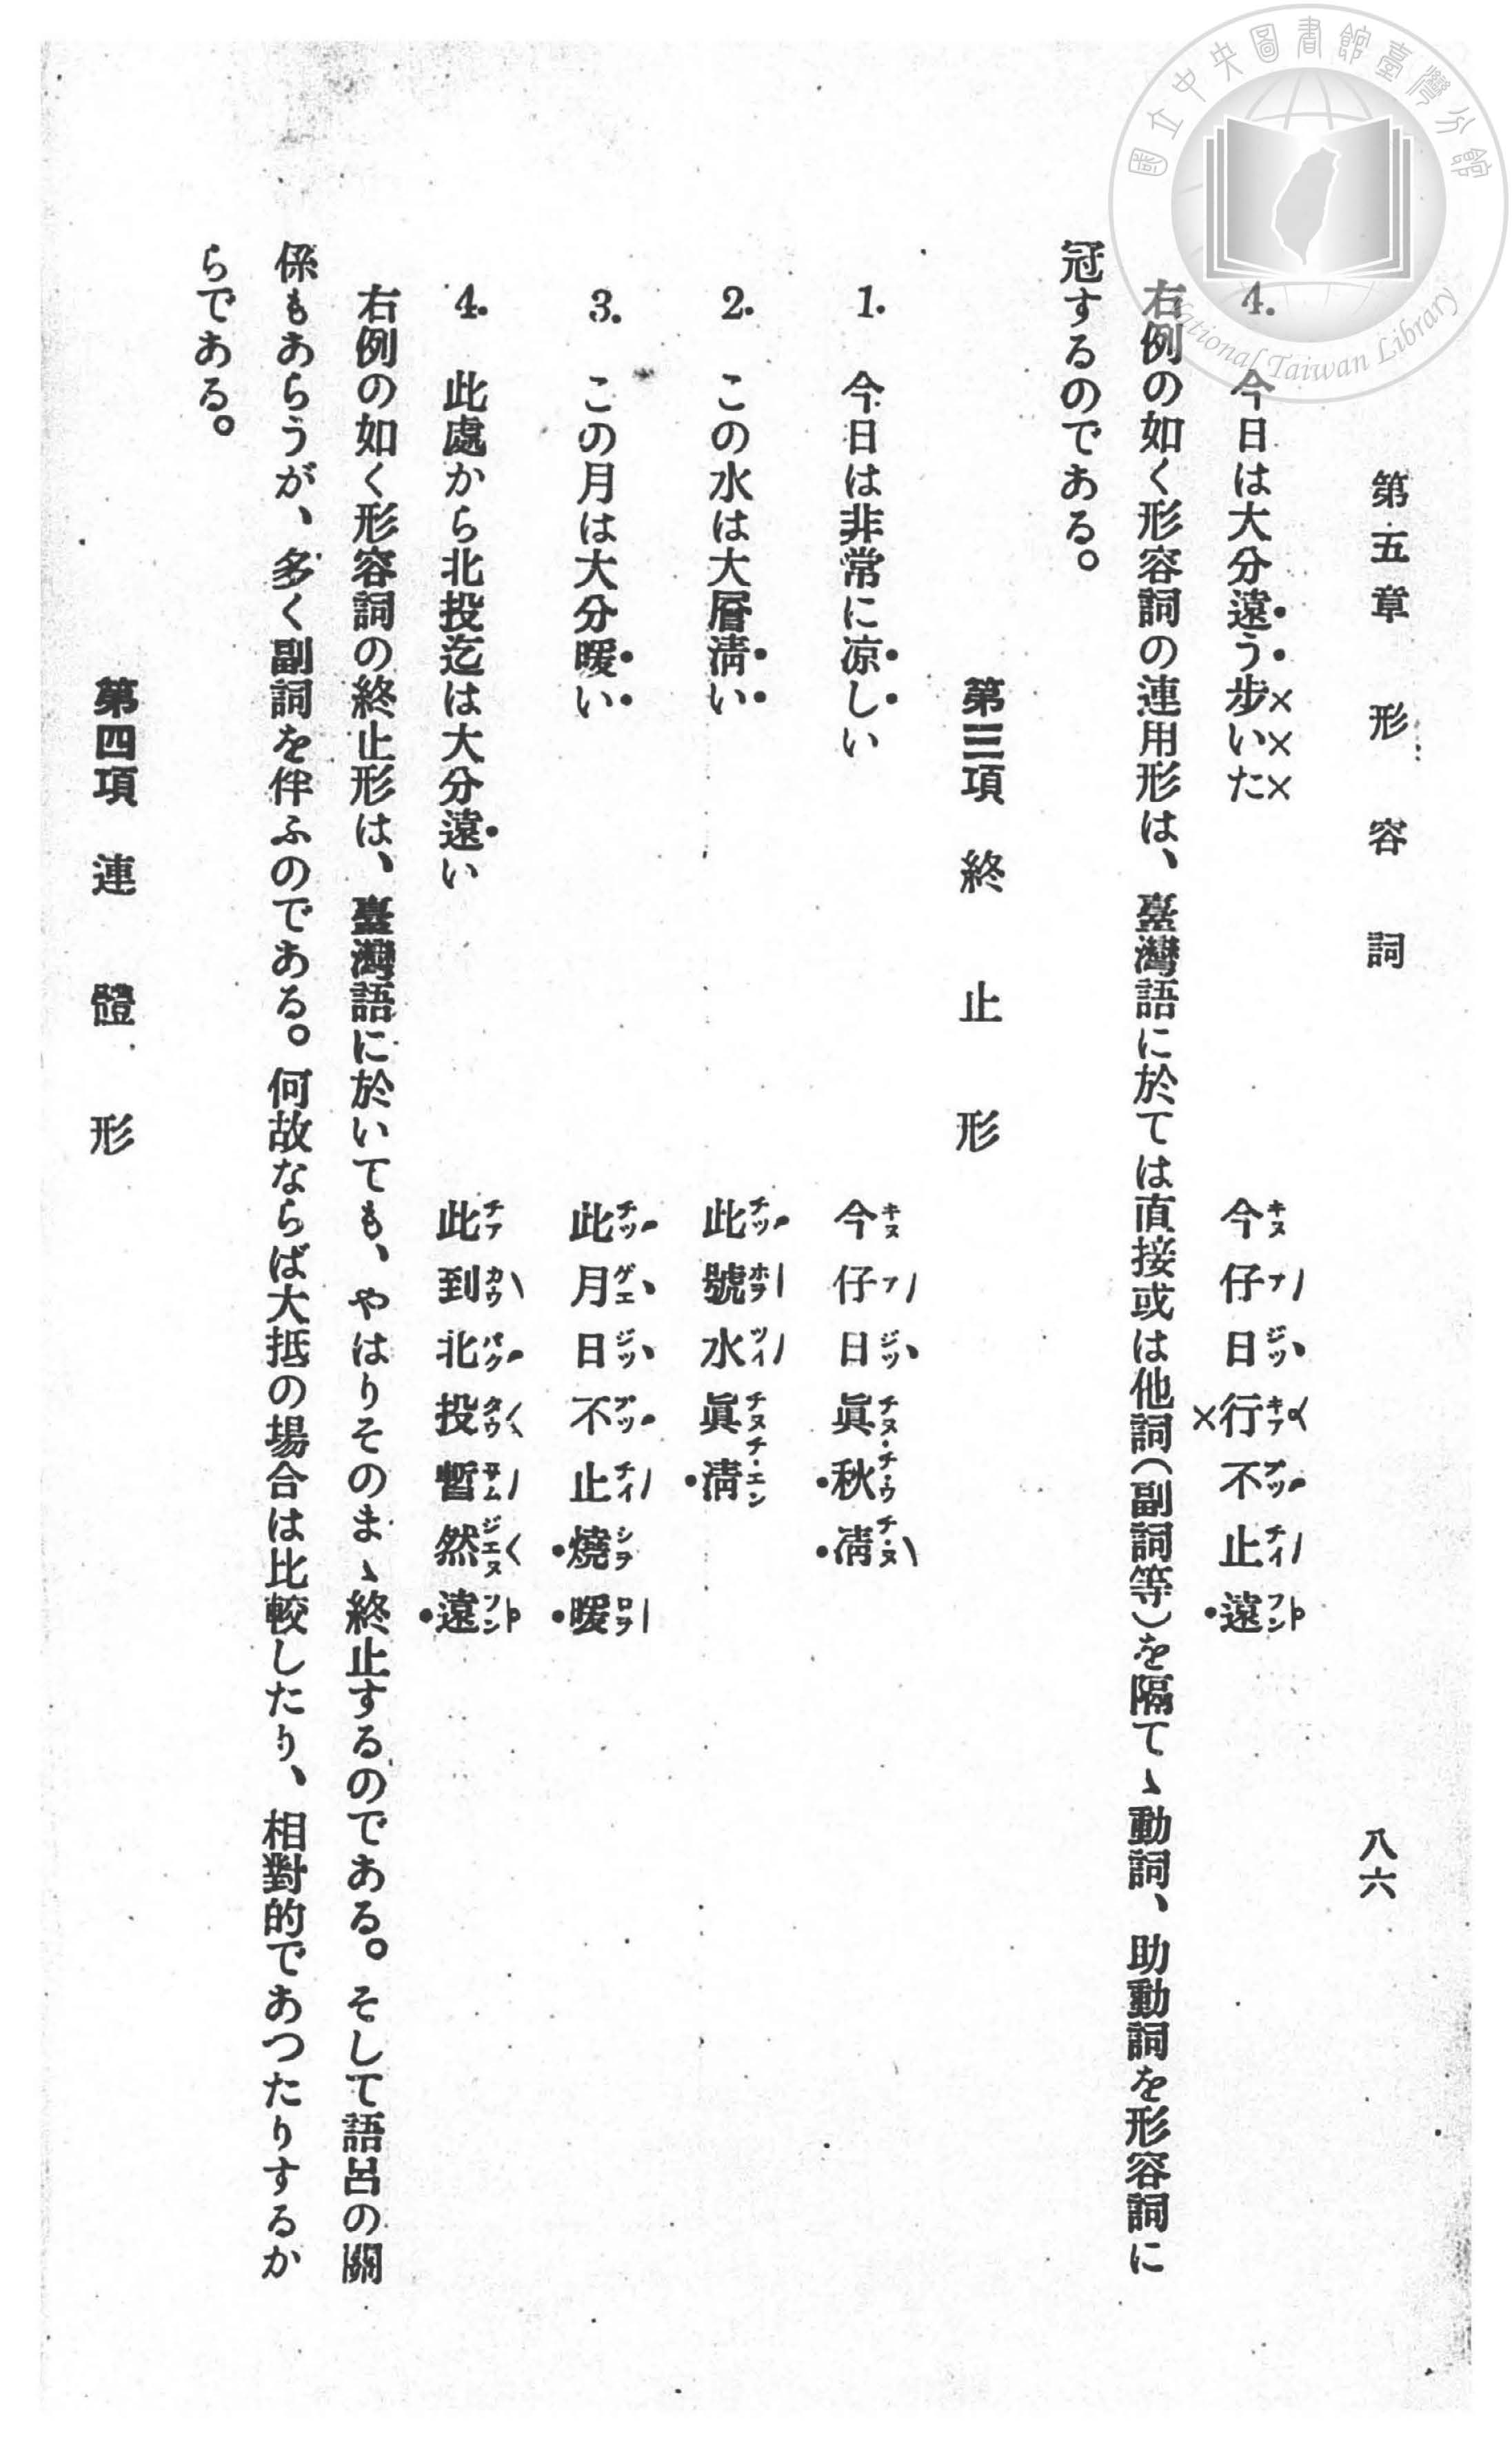 第五章 形容詞
八六
4. 今日は大分遠う歩いた 今仔日行不止遠
右例の如く形容詞の連用形は、臺灣語に於ては直接或は他詞(副詞等)を隔てゝ動詞、助動詞を形容詞に
冠するのである。
第三項 終止形
1. 今日は非常に凉しい 今仔日眞秋凊
2. この水は大層淸い 此號水眞淸
3. この月は大分暖い 此月日不止燒暖
4. 此處から北投迄は大分遠い 此到北投暫然遠
右例の如く形容詞の終止形は、臺灣語に於いても、やはりそのまゝ終止するのである。そして語呂の關
係もあらうが、多く副詞を伴ふのである。何故ならば大抵の場合は比較したり、相對的であつたりするか
らである。
第四項 連體形
國立中央圖書館臺灣分館
National Taiwan Library